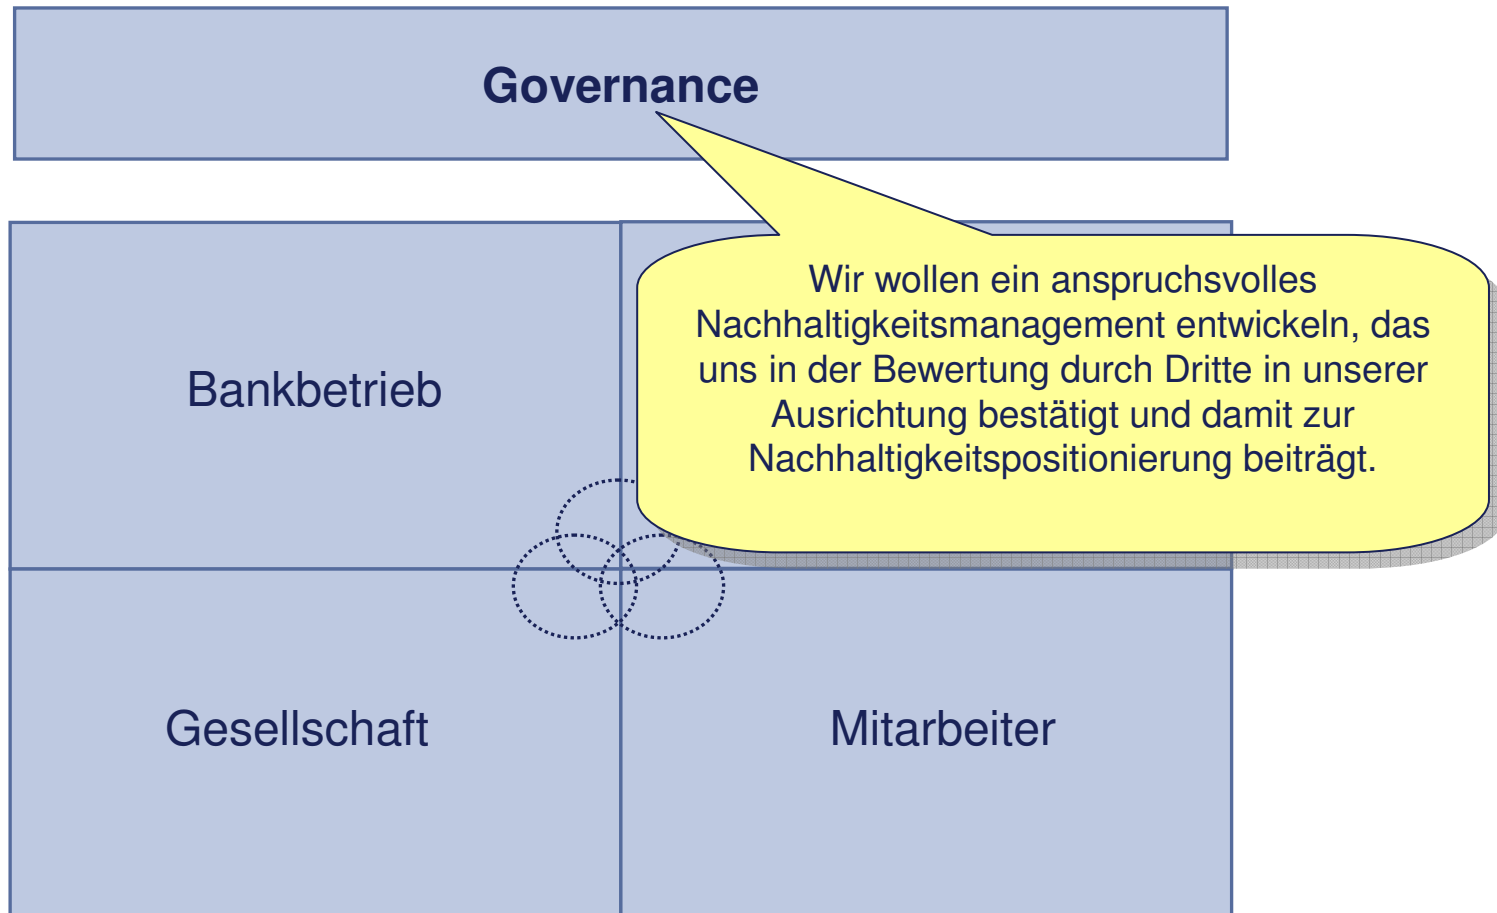 Governance
Bankbetrieb
Wir wollen ein anspruchsvolles
Nachhaltigkeitsmanagement entwickeln, das
uns in der Bewertung durch Dritte in unserer
Ausrichtung bestätigt und damit zur
Nachhaltigkeitspositionierung beiträgt.
Gesellschaft
Mitarbeiter